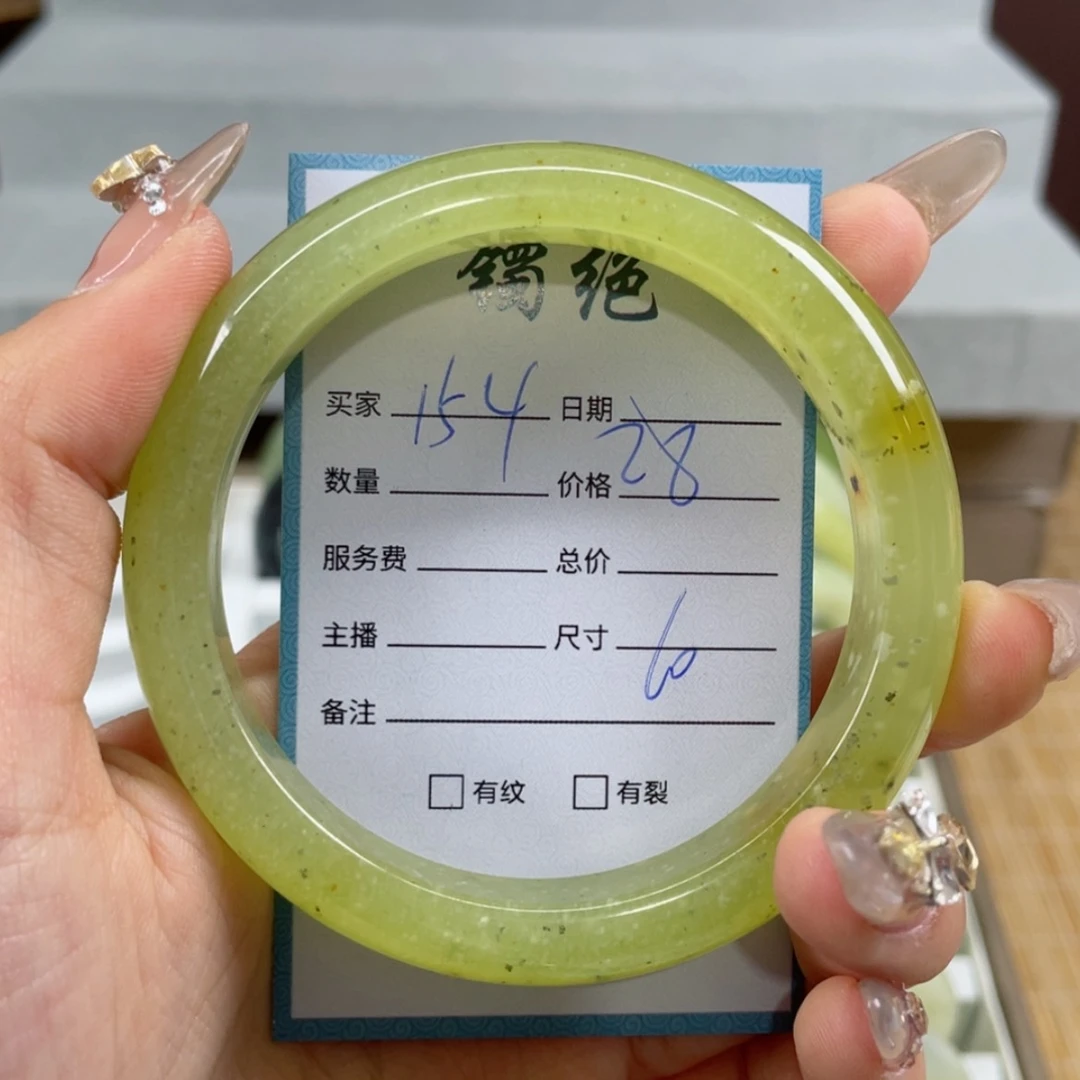 镯绝
买家 154 日期
数量 价格 28
服务费 总价
主播 尺寸 60
备注
□有纹 □有裂